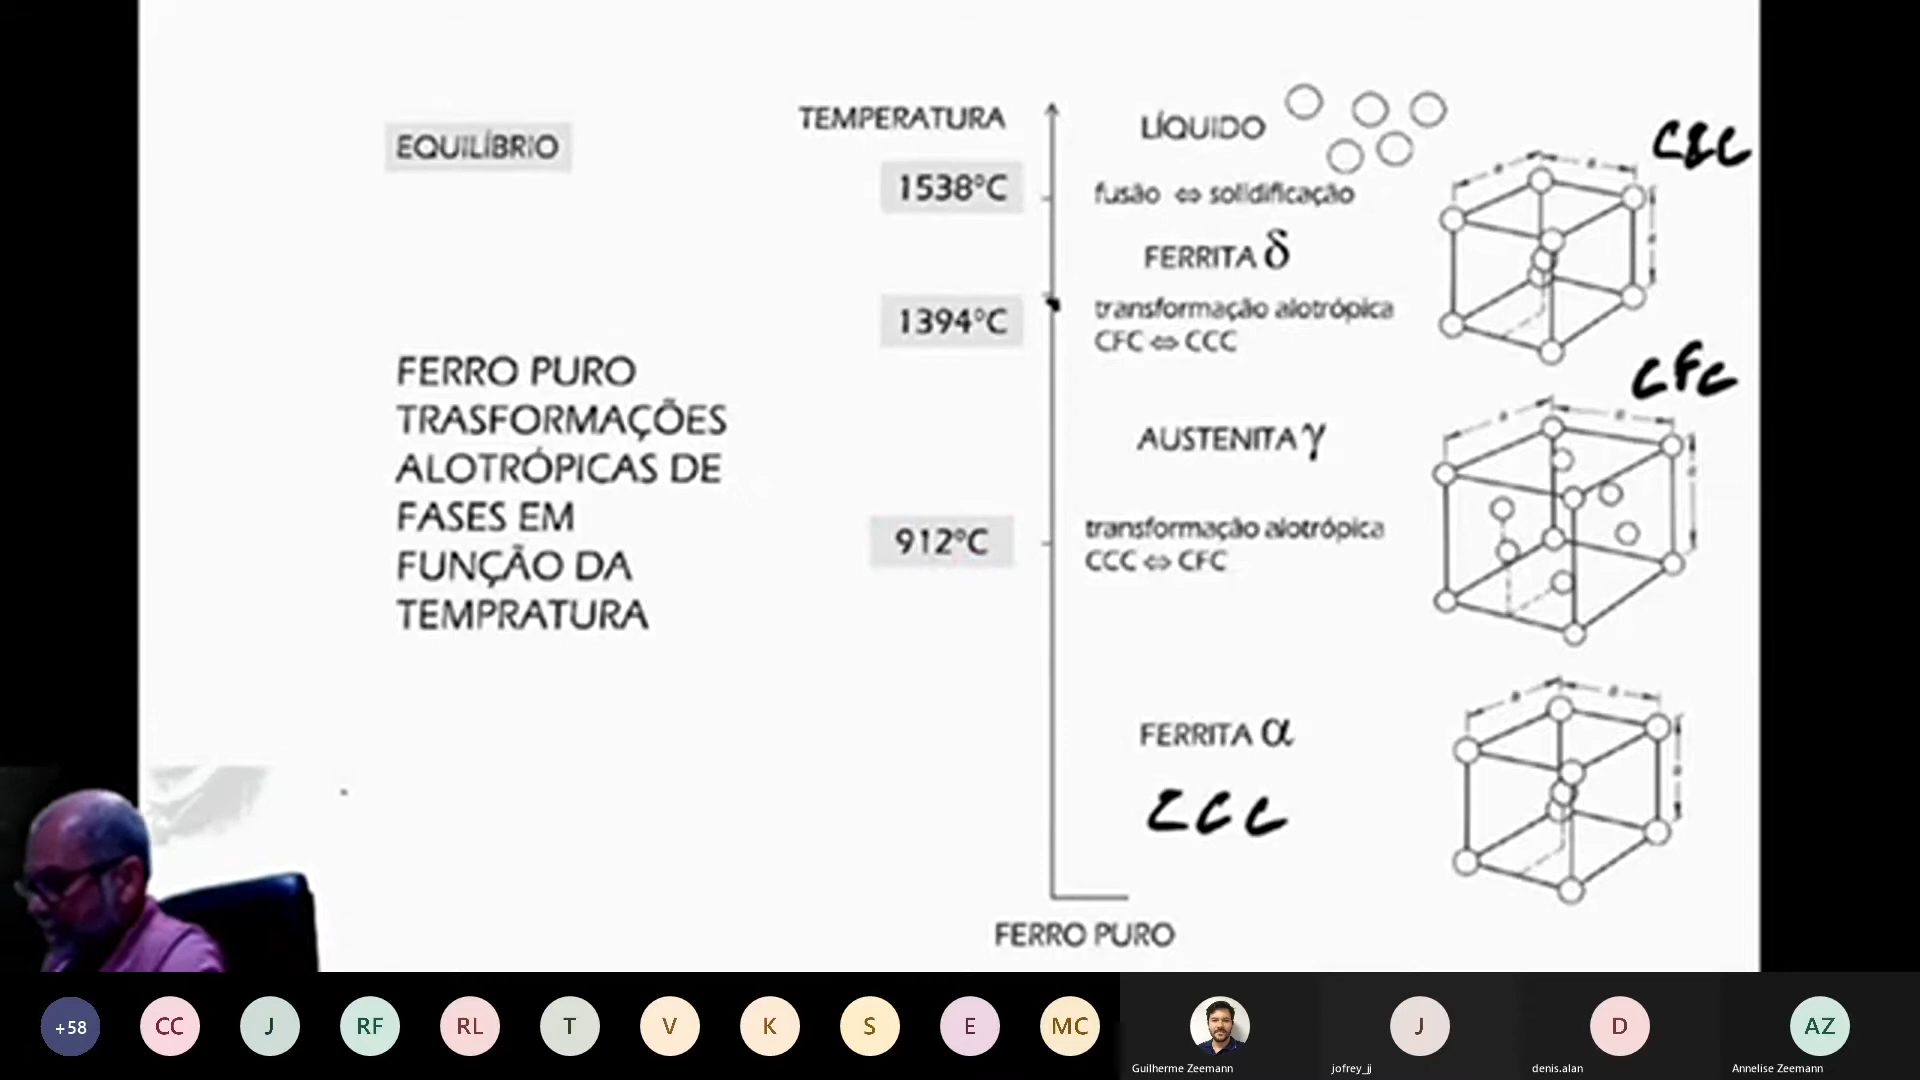 EQUILÍBRIO
FERRO PURO
TRASFORMAÇÕES
ALOTRÓPICAS DE
FASES EM
FUNÇÃO DA
TEMPRATURA
TEMPERATURA
1538°C
1394°C
912°C
LÍQUIDO
fusão ⇔ solidificação
FERRITA δ
transformação alotrópica
CFC ⇔ CCC
AUSTENITA γ
transformação alotrópica
CCC ⇔ CFC
FERRITA α
CCC
FERRO PURO
CCC
a a
a
CFC
a a
a
a a
a
+58
CC
J
RF
RL
T
V
K
S
E
MC
Guilherme Zeemann
J
jofrey_jj
D
denis.alan
AZ
Annelise Zeemann